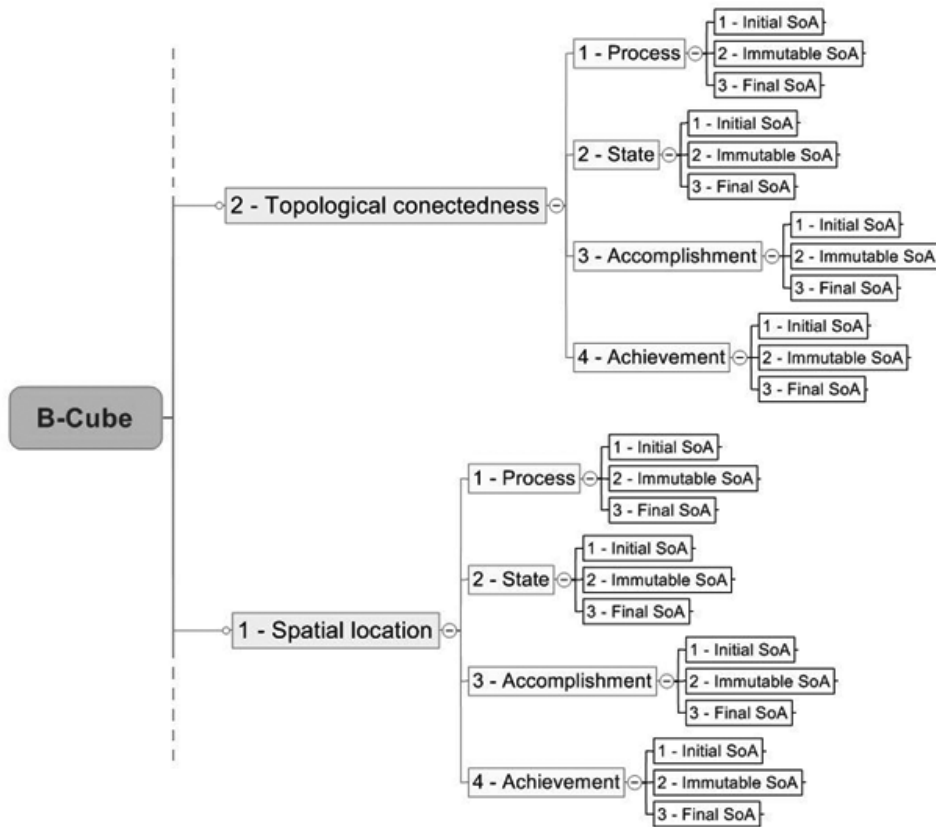 B-Cube
2 - Topological conectedness
1 - Process
1 - Initial SoA
2 - Immutable SoA
3 - Final SoA
2 - State
1 - Initial SoA
2 - Immutable SoA
3 - Final SoA
3 - Accomplishment
1 - Initial SoA
2 - Immutable SoA
3 - Final SoA
4 - Achievement
1 - Initial SoA
2 - Immutable SoA
3 - Final SoA
1 - Spatial location
1 - Process
1 - Initial SoA
2 - Immutable SoA
3 - Final SoA
2 - State
1 - Initial SoA
2 - Immutable SoA
3 - Final SoA
3 - Accomplishment
1 - Initial SoA
2 - Immutable SoA
3 - Final SoA
4 - Achievement
1 - Initial SoA
2 - Immutable SoA
3 - Final SoA